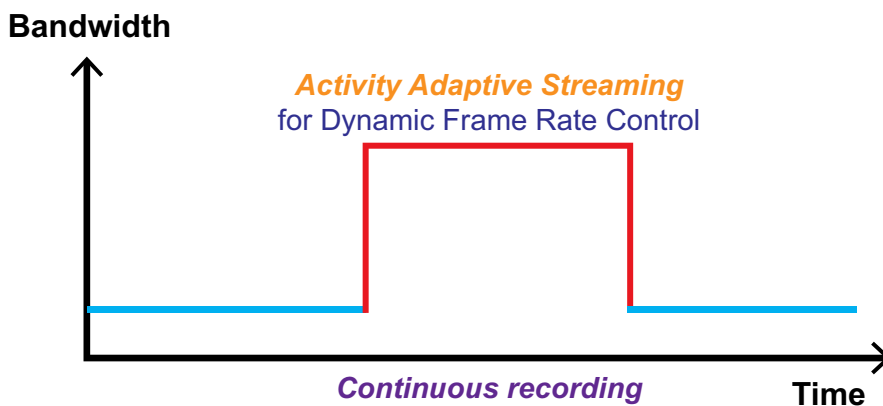 Bandwidth
Activity Adaptive Streaming
for Dynamic Frame Rate Control
Continuous recording
Time